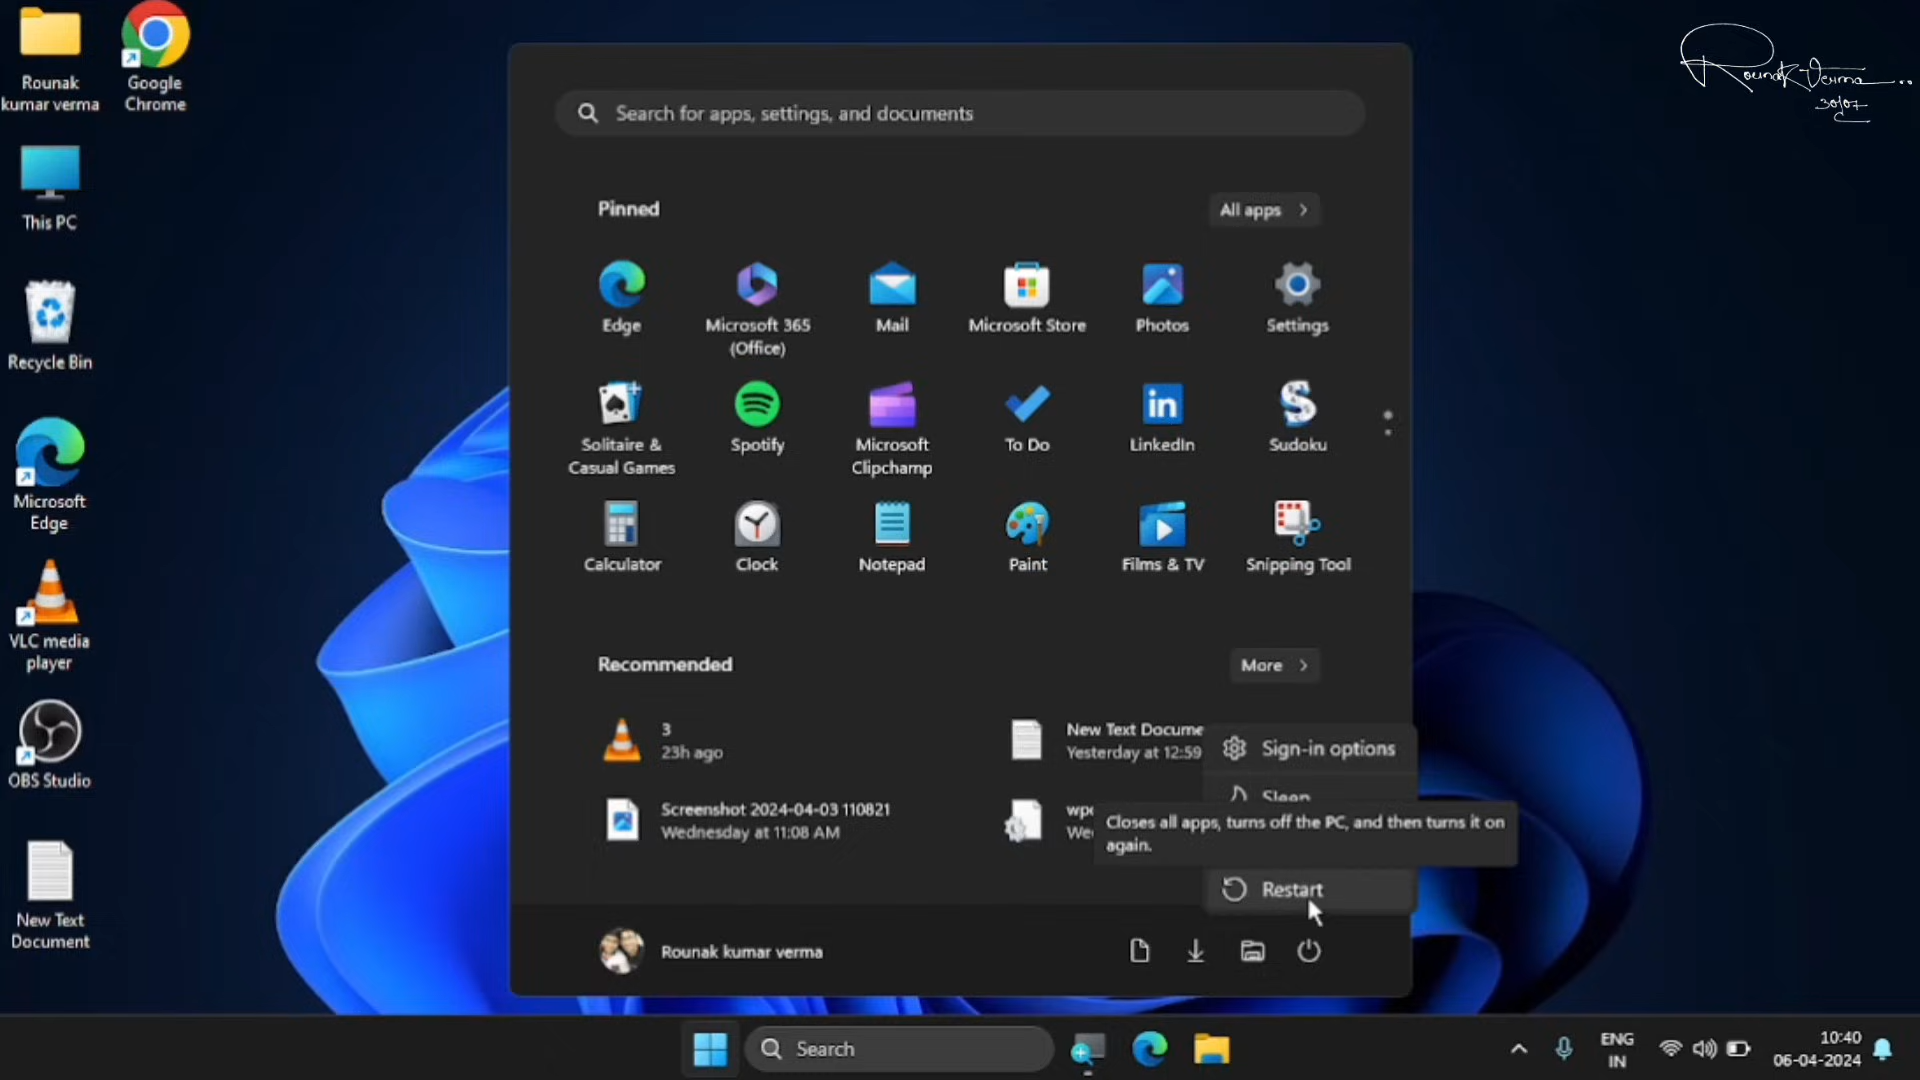 Rounak
kumar verma
Google
Chrome
This PC
Recycle Bin
Microsoft
Edge
VLC media
player
OBS Studio
New Text
Document
Rounak Verma
30/07
Search for apps, settings, and documents
Pinned
All apps
Edge
Microsoft 365
(Office)
Mail
Microsoft Store
Photos
Settings
Solitaire &
Casual Games
Spotify
Microsoft
Clipchamp
To Do
LinkedIn
Sudoku
Calculator
Clock
Notepad
Paint
Films & TV
Snipping Tool
Recommended
More
3
23h ago
New Text Docume
Yesterday at 12:59
Screenshot 2024-04-03 110821
Wednesday at 11:08 AM
Sign-in options
Sleep
Closes all apps, turns off the PC, and then turns it on
again.
Restart
Rounak kumar verma
Search
ENG
IN
10:40
06-04-2024